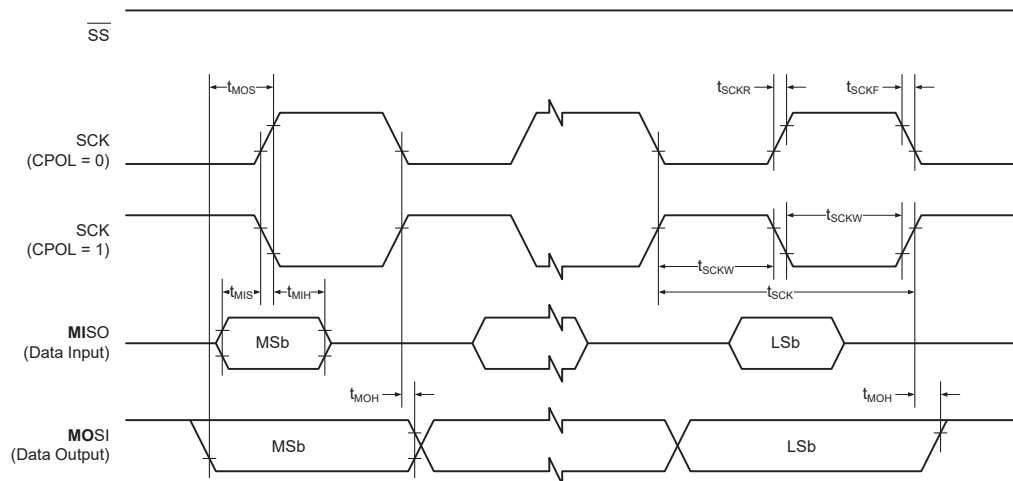 SS
tMOS
tSCKR
tSCKF
SCK
(CPOL = 0)
SCK
(CPOL = 1)
tSCKW
tSCKW
tSCK
tMIS
tMIH
MISO
(Data Input)
MSb
LSb
tMOH
tMOH
MOSI
(Data Output)
MSb
LSb